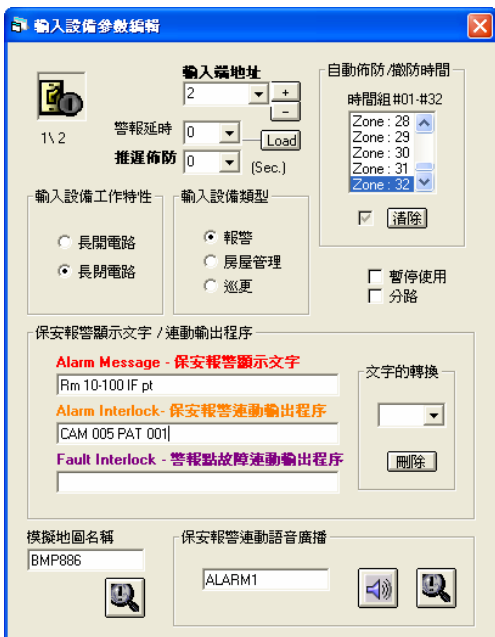 輸入設備參數編輯
輸入端地址
2
+
-
1\ 2
警報延時
0
Load
推遲佈防
0
(Sec.)
自動佈防/撤防時間
時間組#01-#32
Zone : 28
Zone : 29
Zone : 30
Zone : 31
Zone : 32
清除
輸入設備工作特性
長開電路
長閉電路
輸入設備類型
報警
房屋管理
巡更
暫停使用
分路
保安報警顯示文字 / 連動輸出程序
Alarm Message - 保安報警顯示文字
Rm 10-100 IF pt
Alarm Interlock- 保安報警連動輸出程序
CAM 005 PAT 001
Fault Interlock - 警報點故障連動輸出程序
文字的轉換
刪除
模擬地圖名稱
BMP886
保安報警連動語音廣播
ALARM1